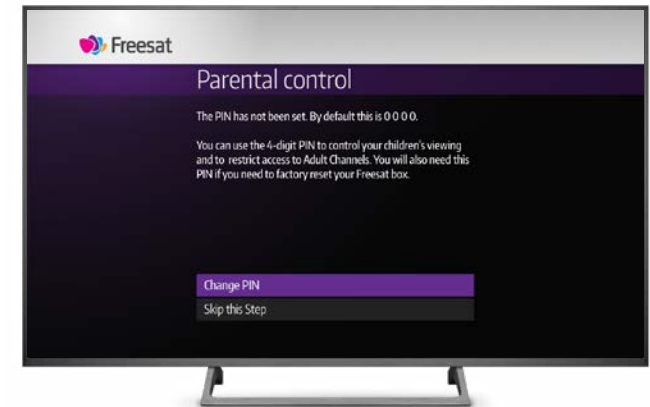 Freesat
Parental control
The PIN has not been set. By default this is 0 0 0 0.
You can use the 4-digit PIN to control your children's viewing
and to restrict access to Adult Channels. You will also need this
PIN if you need to factory reset your Freesat box.
Change PIN
Skip this Step